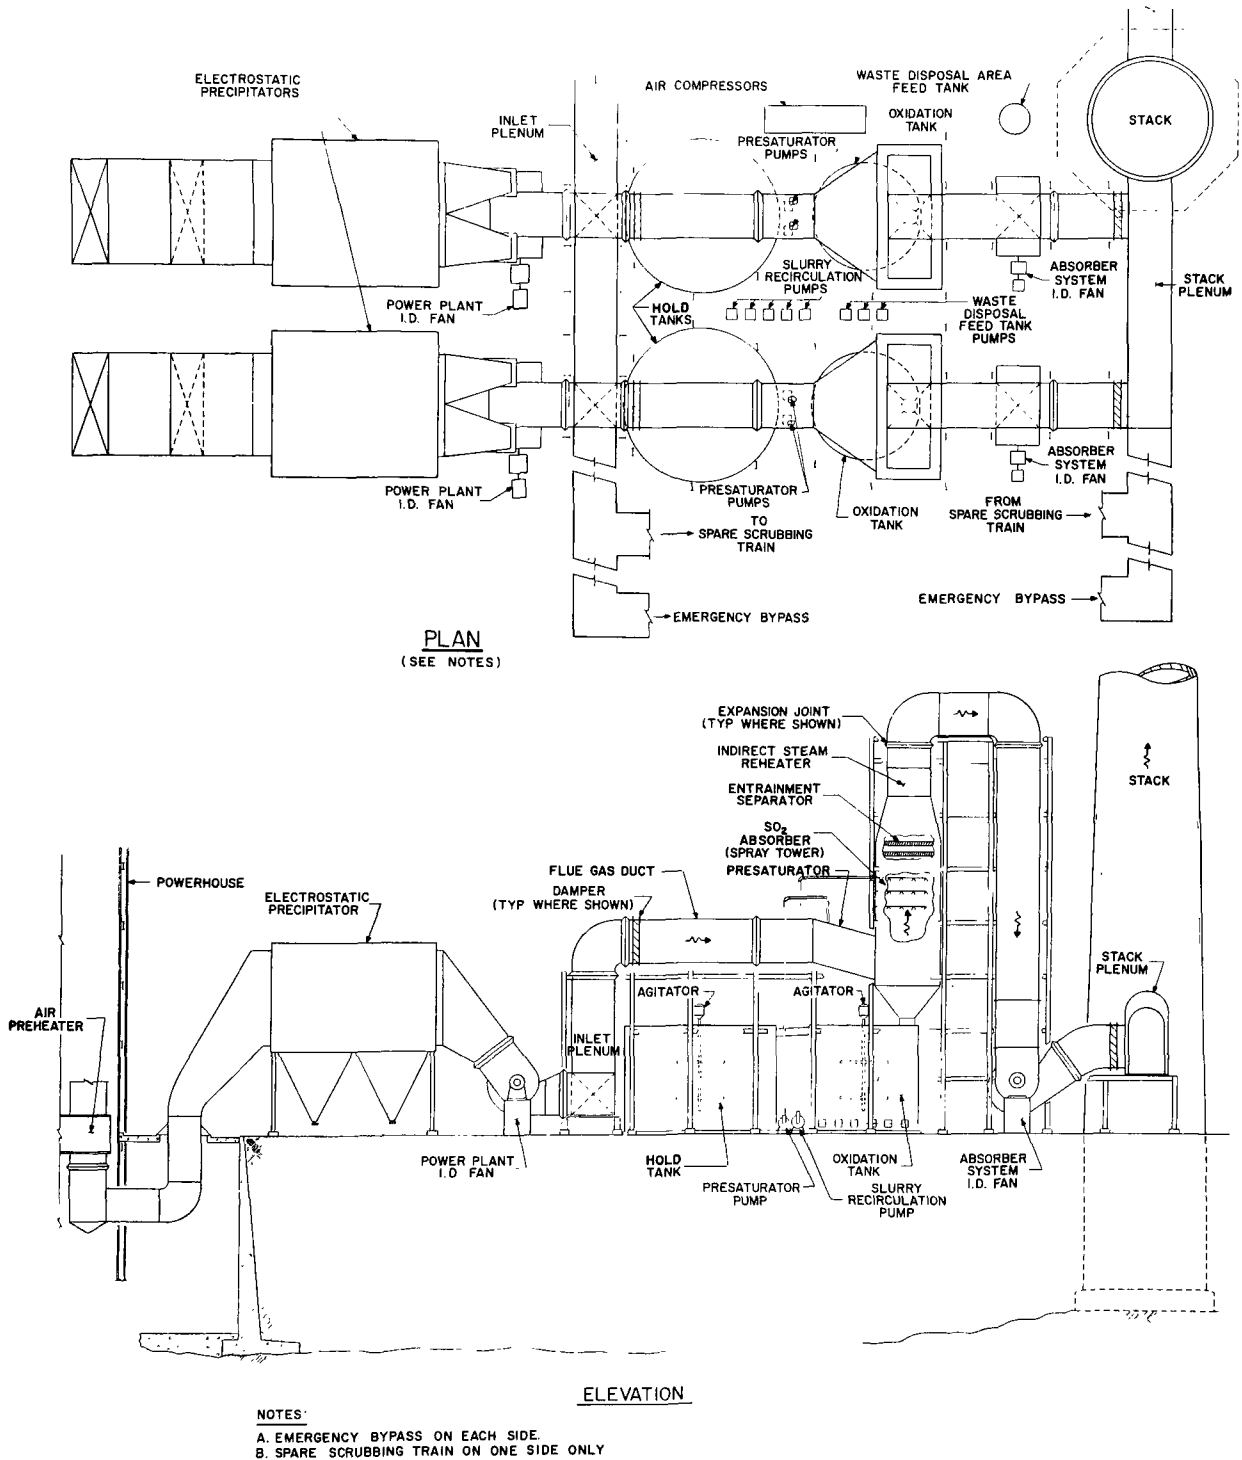 ELECTROSTATIC
PRECIPITATORS
INLET
PLENUM
AIR COMPRESSORS
WASTE DISPOSAL AREA
FEED TANK
OXIDATION
TANK
PRESATURATOR
PUMPS
STACK
POWER PLANT
I.D. FAN
HOLD
TANKS
SLURRY
RECIRCULATION
PUMPS
WASTE
DISPOSAL
FEED TANK
PUMPS
ABSORBER
SYSTEM
I.D. FAN
STACK
PLENUM
POWER PLANT
I.D. FAN
PRESATURATOR
PUMPS
OXIDATION
TANK
ABSORBER
SYSTEM
I.D. FAN
TO
SPARE SCRUBBING
TRAIN
FROM
SPARE SCRUBBING
TRAIN
EMERGENCY BYPASS
EMERGENCY BYPASS
PLAN
(SEE NOTES)
EXPANSION JOINT
(TYP WHERE SHOWN)
INDIRECT STEAM
REHEATER
ENTRAINMENT
SEPARATOR
SO2
ABSORBER
(SPRAY TOWER)
PRESATURATOR
STACK
POWERHOUSE
ELECTROSTATIC
PRECIPITATOR
FLUE GAS DUCT
DAMPER
(TYP WHERE SHOWN)
STACK
PLENUM
AGITATOR
AGITATOR
AIR
PREHEATER
INLET
PLENUM
POWER PLANT
I.D FAN
HOLD
TANK
PRESATURATOR
PUMP
OXIDATION
TANK
SLURRY
RECIRCULATION
PUMP
ABSORBER
SYSTEM
I.D. FAN
ELEVATION
NOTES:
A. EMERGENCY BYPASS ON EACH SIDE.
B. SPARE SCRUBBING TRAIN ON ONE SIDE ONLY